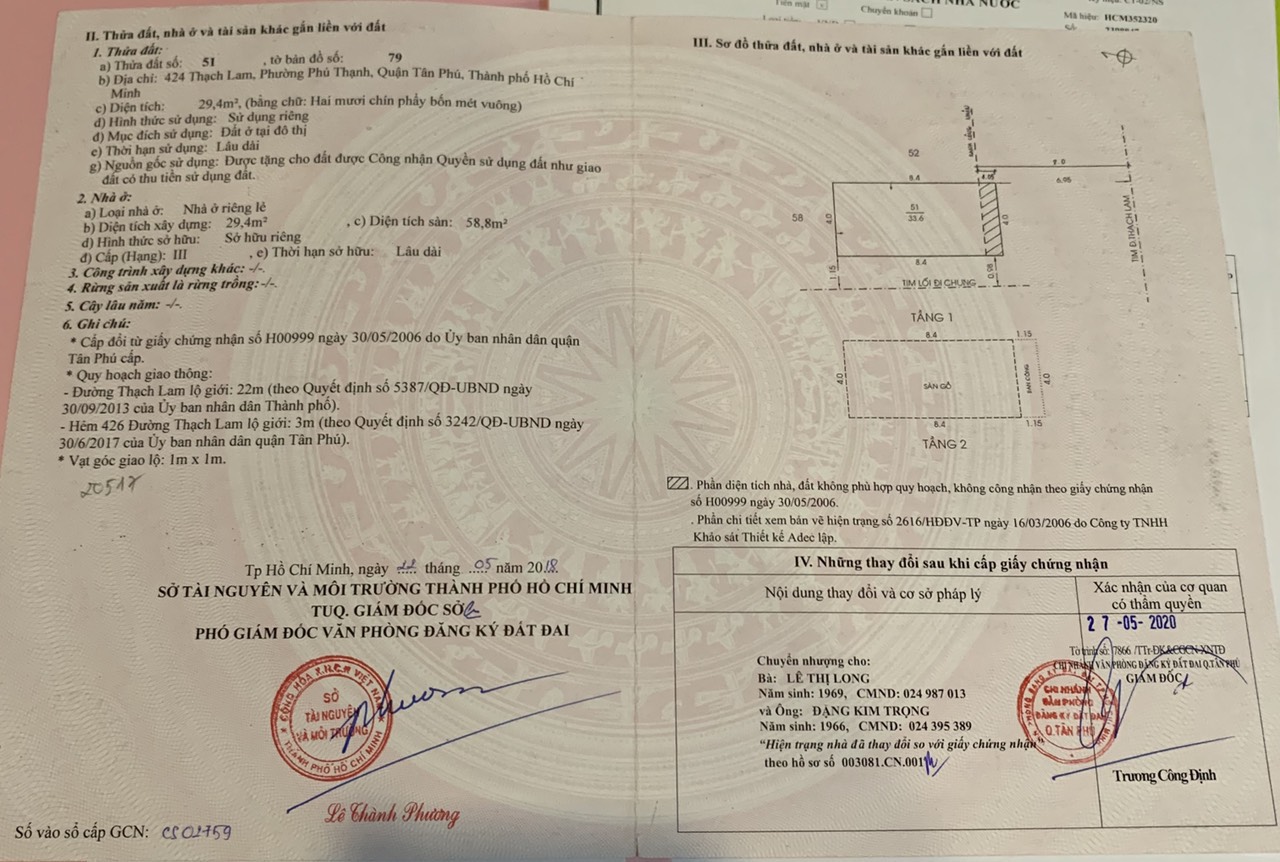 II. Thửa đất, nhà ở và tài sản khác gắn liền với đất
1. Thửa đất:
a) Thửa đất số: 51 , tờ bản đồ số: 79
b) Địa chỉ: 424 Thạch Lam, Phường Phú Thạnh, Quận Tân Phú, Thành phố Hồ Chí
Minh
c) Diện tích: 29,4m², (bằng chữ: Hai mươi chín phẩy bốn mét vuông)
d) Hình thức sử dụng: Sử dụng riêng
đ) Mục đích sử dụng: Đất ở tại đô thị
e) Thời hạn sử dụng: Lâu dài
g) Nguồn gốc sử dụng: Được tặng cho đất được Công nhận Quyền sử dụng đất như giao
đất có thu tiền sử dụng đất.
2. Nhà ở:
a) Loại nhà ở: Nhà ở riêng lẻ
b) Diện tích xây dựng: 29,4m² , c) Diện tích sàn: 58,8m²
d) Hình thức sở hữu: Sở hữu riêng
đ) Cấp (Hạng): III , e) Thời hạn sở hữu: Lâu dài
3. Công trình xây dựng khác: -/-.
4. Rừng sản xuất là rừng trồng: -/-.
5. Cây lâu năm: -/-.
6. Ghi chú:
* Cấp đổi từ giấy chứng nhận số H00999 ngày 30/05/2006 do Ủy ban nhân dân quận
Tân Phú cấp.
* Quy hoạch giao thông:
- Đường Thạch Lam lộ giới: 22m (theo Quyết định số 5387/QĐ-UBND ngày
30/09/2013 của Ủy ban nhân dân Thành phố).
- Hẻm 426 Đường Thạch Lam lộ giới: 3m (theo Quyết định số 3242/QĐ-UBND ngày
30/6/2017 của Ủy ban nhân dân quận Tân Phú).
* Vạt góc giao lộ: 1m x 1m.
20517
Tp Hồ Chí Minh, ngày 22 tháng 05 năm 2018
SỞ TÀI NGUYÊN VÀ MÔI TRƯỜNG THÀNH PHỐ HỒ CHÍ MINH
TUQ. GIÁM ĐỐC SỞ
PHÓ GIÁM ĐỐC VĂN PHÒNG ĐĂNG KÝ ĐẤT ĐAI
CỘNG HÒA X.H.C.N VIỆT NAM
SỞ
TÀI NGUYÊN
VÀ MÔI TRƯỜNG
THÀNH PHỐ HỒ CHÍ MINH
Lê Thành Phương
Số vào sổ cấp GCN: CS01759
NHÀ NƯỚC
Tiền mặt
Chuyển khoản
Mã hiệu: HCM352320
III. Sơ đồ thửa đất, nhà ở và tài sản khác gắn liền với đất
52
9.0
8.4
6.95
58
4.0
51
33.6
4.0
TIM Đ.THẠCH LAM
1.15
8.4
0.98
TIM LỐI ĐI CHUNG
TẦNG 1
8.4
1.15
4.0
SÀN GỖ
BAN CÔNG
4.0
8.4
1.15
TẦNG 2
. Phần diện tích nhà, đất không phù hợp quy hoạch, không công nhận theo giấy chứng nhận
số H00999 ngày 30/05/2006.
. Phần chi tiết xem bản vẽ hiện trạng số 2616/HĐĐV-TP ngày 16/03/2006 do Công ty TNHH
Khảo sát Thiết kế Adec lập.
IV. Những thay đổi sau khi cấp giấy chứng nhận
Nội dung thay đổi và cơ sở pháp lý
Xác nhận của cơ quan
có thẩm quyền
27-05-2020
Tờ trình số: 7866 /TTr-ĐK&CGCN-XNTĐ
CHI NHÁNH VĂN PHÒNG ĐĂNG KÝ ĐẤT ĐAI Q.TÂN PHÚ
GIÁM ĐỐC
Chuyển nhượng cho:
Bà: LÊ THỊ LONG
Năm sinh: 1969, CMND: 024 987 013
và Ông: ĐẶNG KIM TRỌNG
Năm sinh: 1966, CMND: 024 395 389
"Hiện trạng nhà đã thay đổi so với giấy chứng nhận"
theo hồ sơ số 003081.CN.001
CHI NHÁNH
VĂN PHÒNG
ĐĂNG KÝ ĐẤT ĐAI
Q.TÂN PHÚ
Trương Công Định